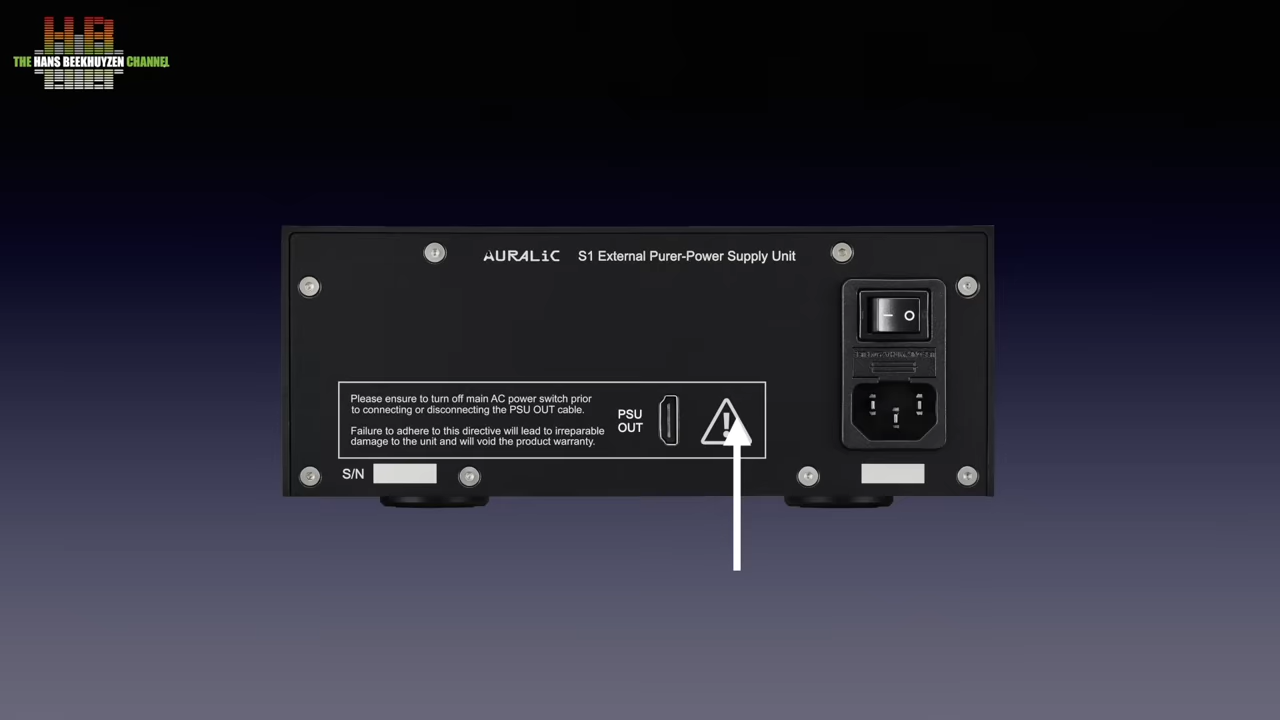 THE HANS BEEKHUYZEN CHANNEL
AURALiC S1 External Purer-Power Supply Unit
Please ensure to turn off main AC power switch prior
to connecting or disconnecting the PSU OUT cable.
Failure to adhere to this directive will lead to irreparable
damage to the unit and will void the product warranty.
PSU
OUT
S/N